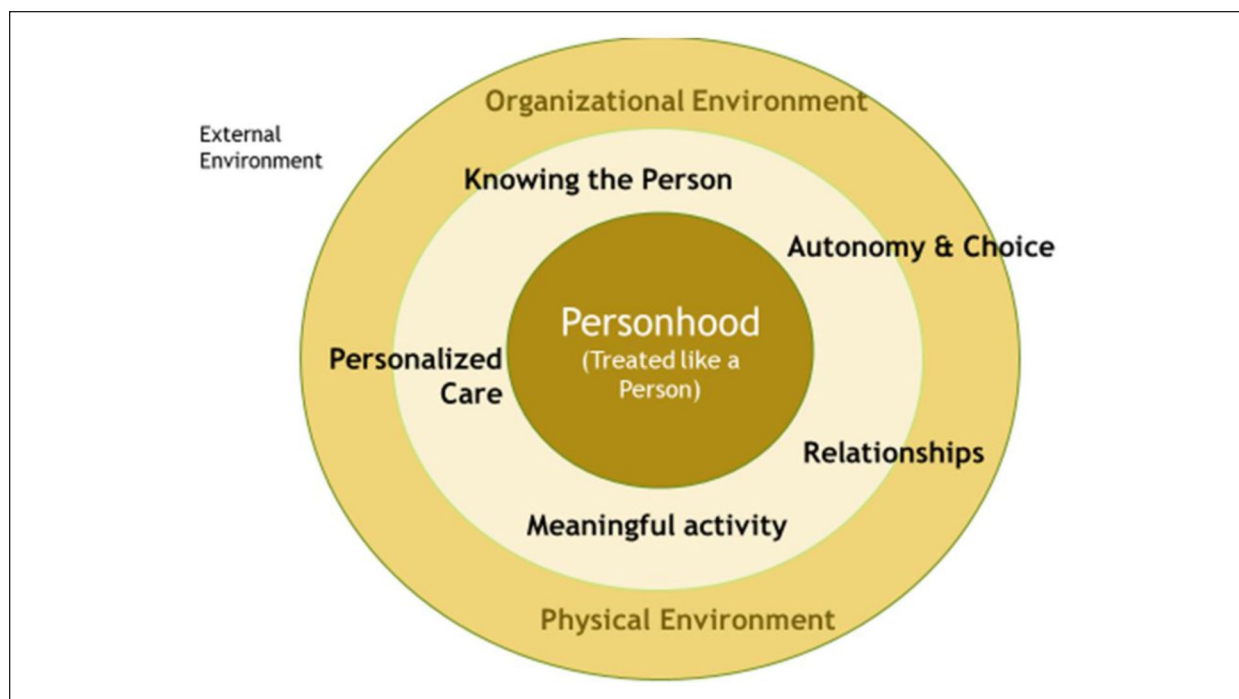 Organizational Environment
External
Environment
Knowing the Person
Autonomy & Choice
Personhood
(Treated like a
Person)
Personalized
Care
Relationships
Meaningful activity
Physical Environment